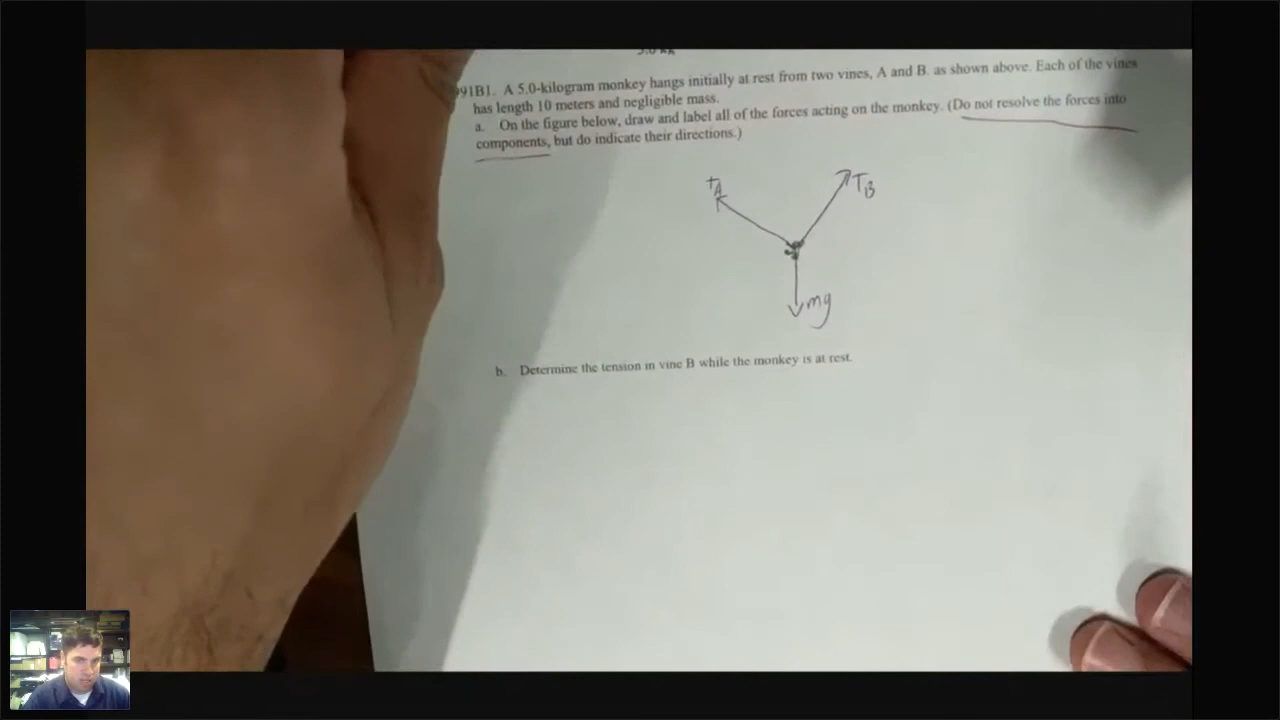 991B1. A 5.0-kilogram monkey hangs initially at rest from two vines, A and B. as shown above. Each of the vines
has length 10 meters and negligible mass.
a. On the figure below, draw and label all of the forces acting on the monkey. (Do not resolve the forces into
components, but do indicate their directions.)
TA
TB
mg
b. Determine the tension in vine B while the monkey is at rest.